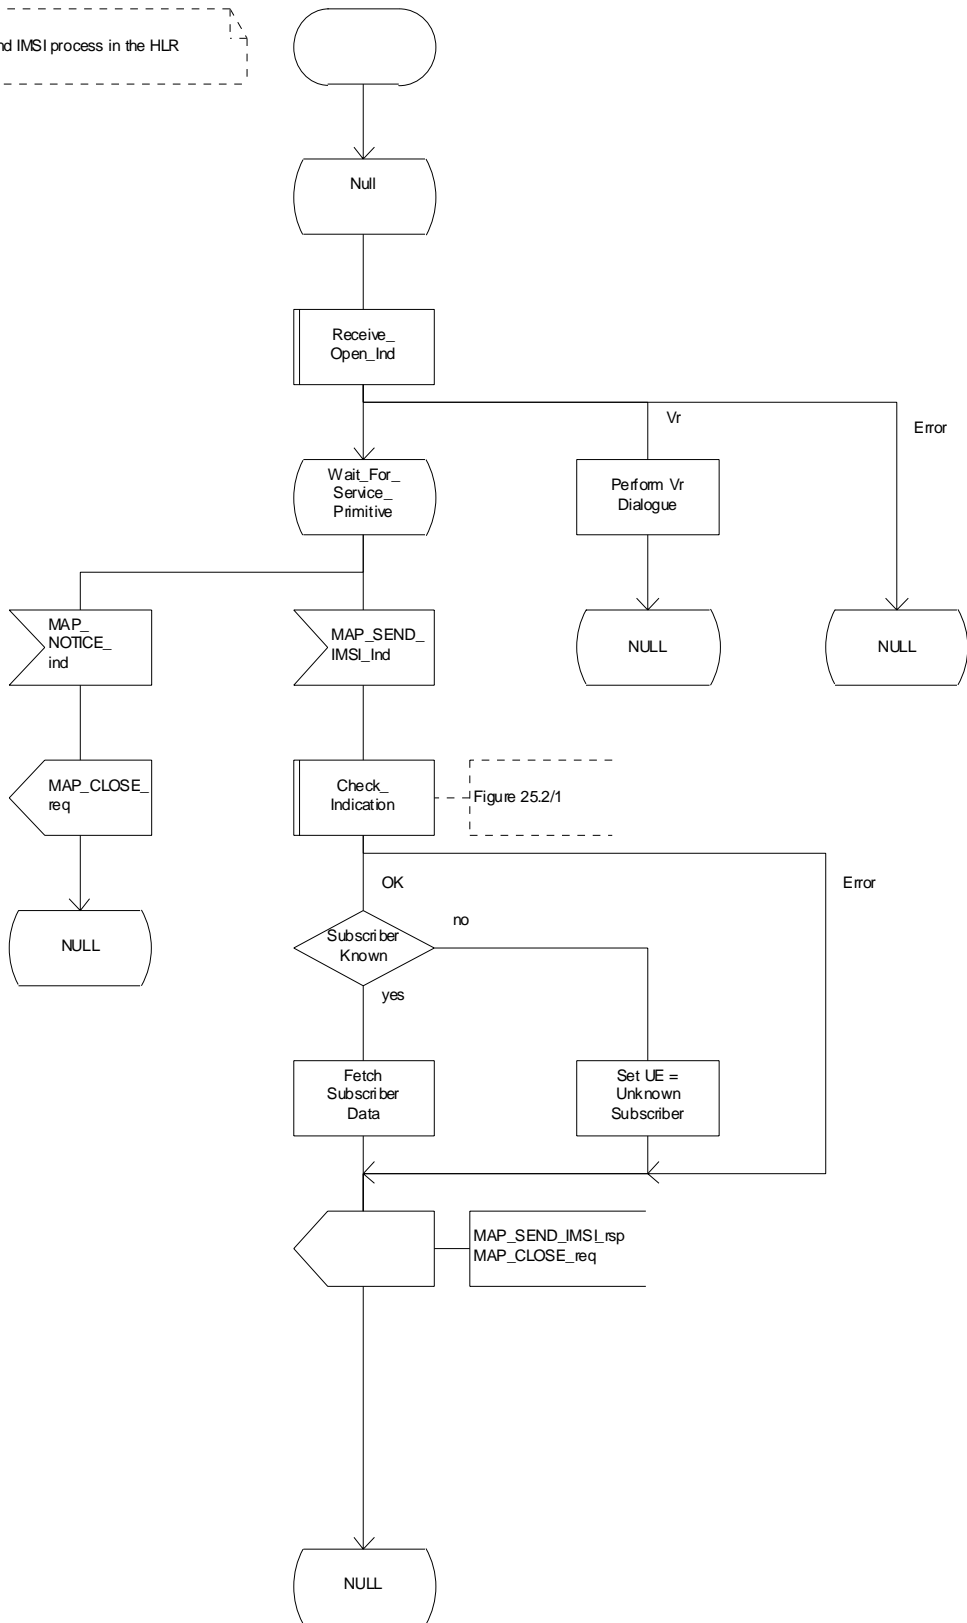 nd IMSI process in the HLR
Null
Receive_
Open_Ind
Vr
Error
Wait_For_
Service_
Primitive
Perform Vr
Dialogue
MAP_
NOTICE_
ind
MAP_SEND_
IMSI_Ind
NULL
NULL
MAP_CLOSE_
req
Check_
Indication
Figure 25.2/1
OK
Error
Subscriber
Known
no
NULL
yes
Fetch
Subscriber
Data
Set UE =
Unknown
Subscriber
MAP_SEND_IMSI_rsp
MAP_CLOSE_req
NULL